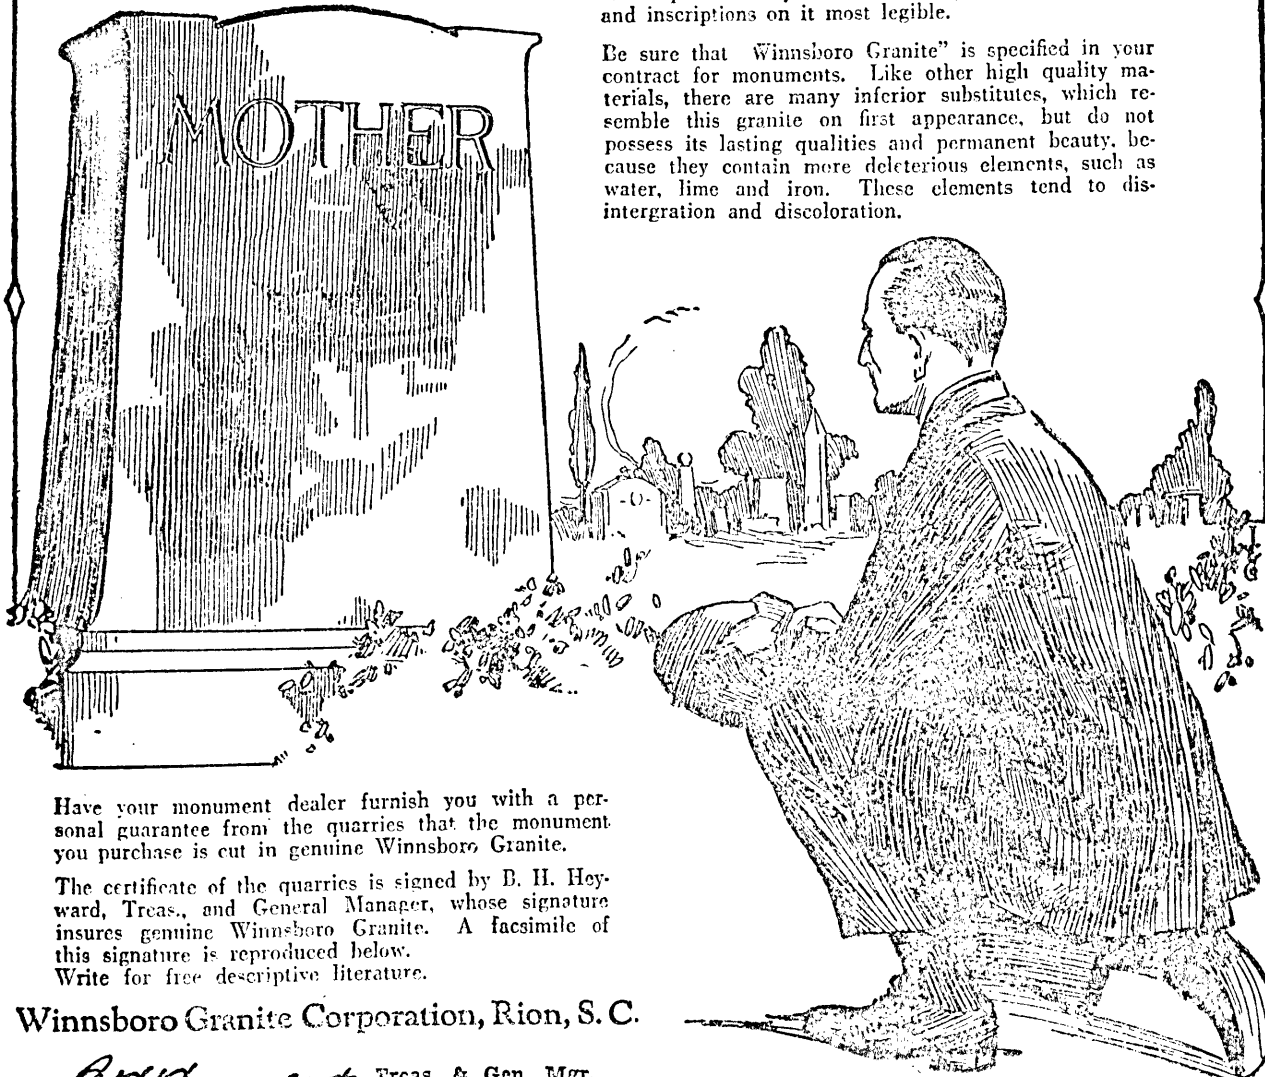 and inscriptions on it most legible.
Be sure that Winnsboro Granite” is specified in your
contract for monuments. Like other high quality ma-
terials, there are many inferior substitutes, which re-
semble this granite on first appearance, but do not
possess its lasting qualities and permanent beauty, be-
cause they contain more deleterious elements, such as
water, lime and iron. These elements tend to dis-
intergration and discoloration.
MOTHER
Have your monument dealer furnish you with a per-
sonal guarantee from the quarries that the monument
you purchase is cut in genuine Winnsboro Granite.
The certificate of the quarries is signed by B. H. Hey-
ward, Treas., and General Manager, whose signature
insures genuine Winnsboro Granite. A facsimile of
this signature is reproduced below.
Write for free descriptive literature.
Winnsboro Granite Corporation, Rion, S. C.
Treas. & Gen. Mgr.